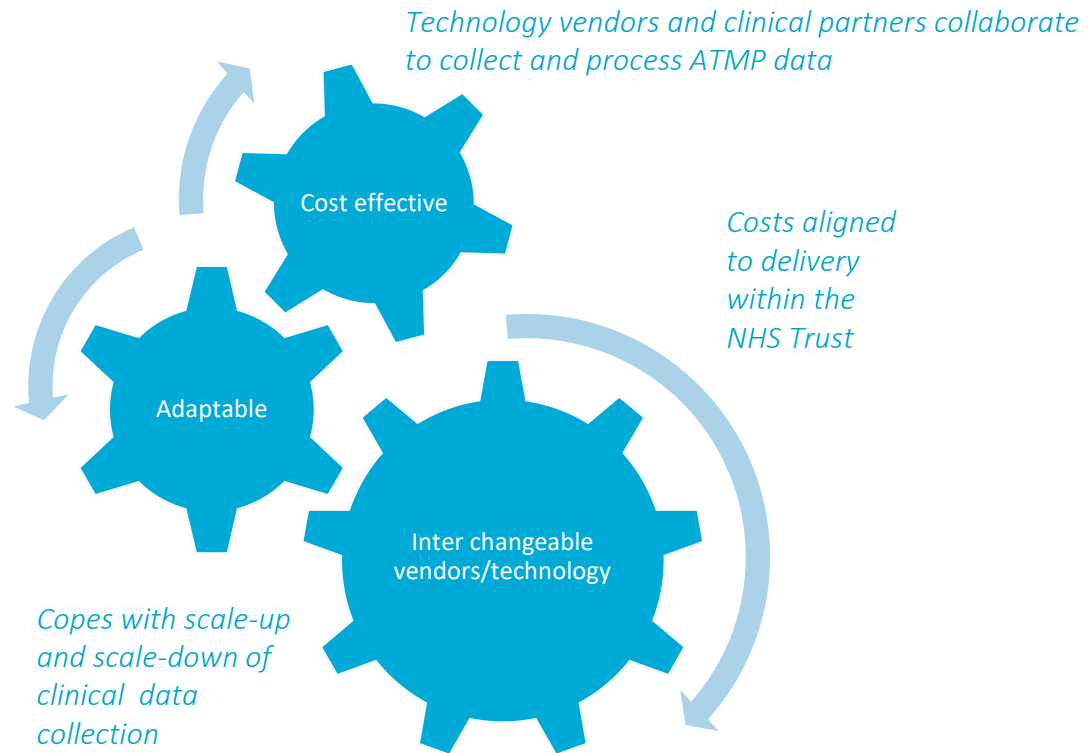 Technology vendors and clinical partners collaborate
to collect and process ATMP data
Cost effective
Costs aligned
to delivery
within the
NHS Trust
Adaptable
Inter changeable
vendors/technology
Copes with scale-up
and scale-down of
clinical  data
collection